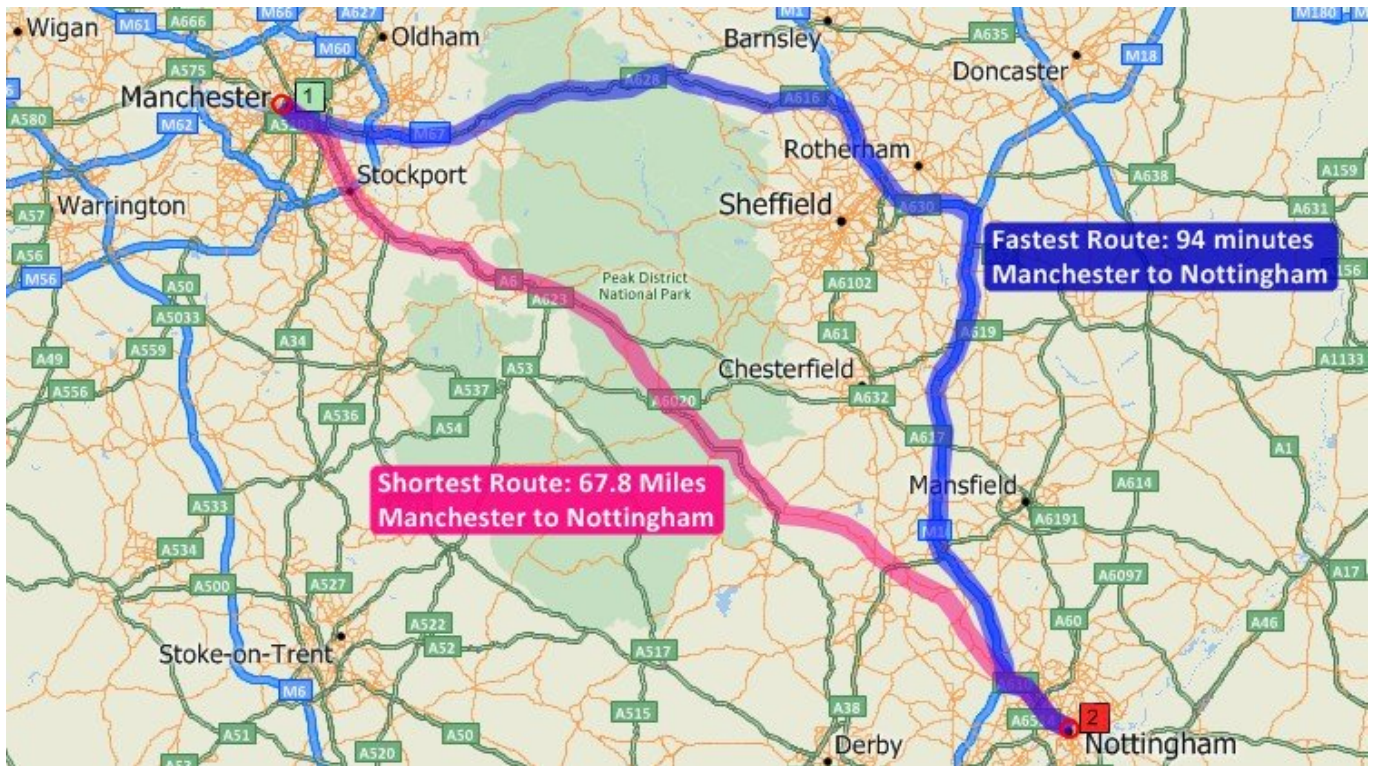 Wigan
M61
A666
M66
A627
M60
Oldham
M1
Barnsley
A635
M18
M180
A575
Manchester
1
A628
A616
Doncaster
A580
M62
M67
Rotherham
A638
A159
Stockport
A57
Warrington
Sheffield
A630
A631
A56
M56
A50
Fastest Route: 94 minutes
Manchester to Nottingham
A6
A623
Peak District
National Park
A6102
A5033
A34
A61
A619
A49
A559
A53
Chesterfield
A1133
A556
A537
A6020
A632
A536
A54
A617
A1
Shortest Route: 67.8 Miles
Manchester to Nottingham
Mansfield
A614
A533
A6191
M1
A534
A500
A527
A6097
A17
A522
A60
A46
Stoke-on-Trent
A52
A517
M6
A610
A515
A38
2
A51
A50
Nottingham
A520
Derby